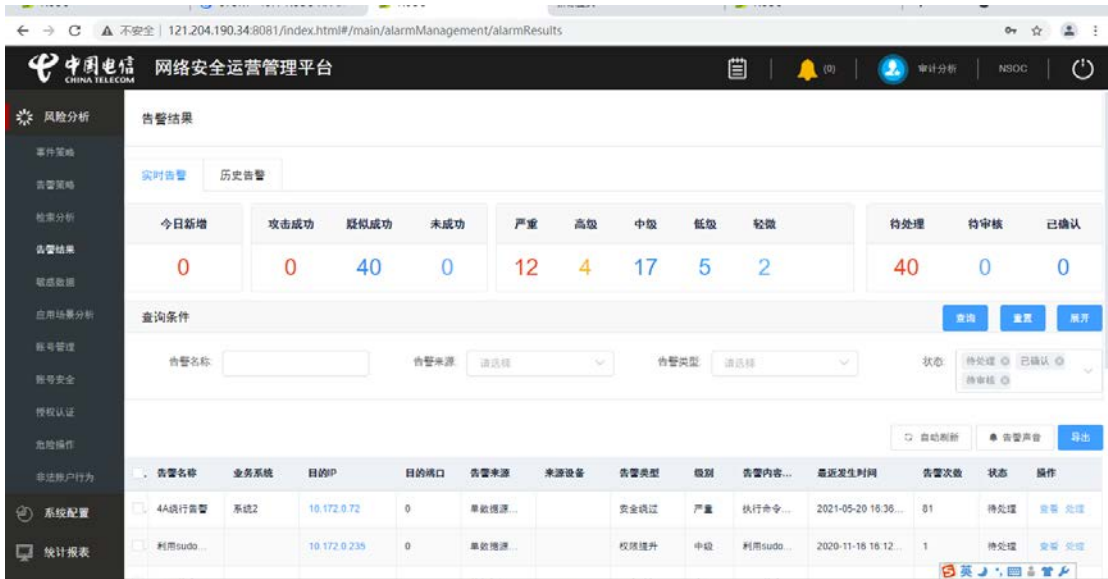 不安全 121.204.190.34:8081/index.html#/main/alarmManagement/alarmResults
中国电信 CHINA TELECOM 网络安全运营管理平台 (0) 审计分析 NSOC
风险分析
事件策略
告警策略
检索分析
告警结果
敏感数据
应用场景分析
账号管理
账号安全
授权认证
危险操作
非法账户行为
系统配置
统计报表
告警结果
实时告警 历史告警
今日新增 攻击成功 疑似成功 未成功 严重 高级 中级 低级 轻微 待处理 待审核 已确认
0 0 40 0 12 4 17 5 2 40 0 0
查询条件 查询 重置 展开
告警名称: 告警来源: 请选择 告警类型: 请选择 状态: 待处理 已确认
待审核
自动刷新 告警声音 导出
告警名称 业务系统 目的IP 目的端口 告警来源 来源设备 告警类型 级别 告警内容... 最近发生时间 告警次数 状态 操作
4A绕行告警 系统2 10.172.0.72 0 单数据源... 安全绕过 严重 执行命令... 2021-05-20 16:36... 81 待处理 查看 处理
利用sudo... 10.172.0.235 0 单数据源... 权限提升 中级 利用sudo... 2020-11-16 16:12... 1 待处理 查看 处理
英